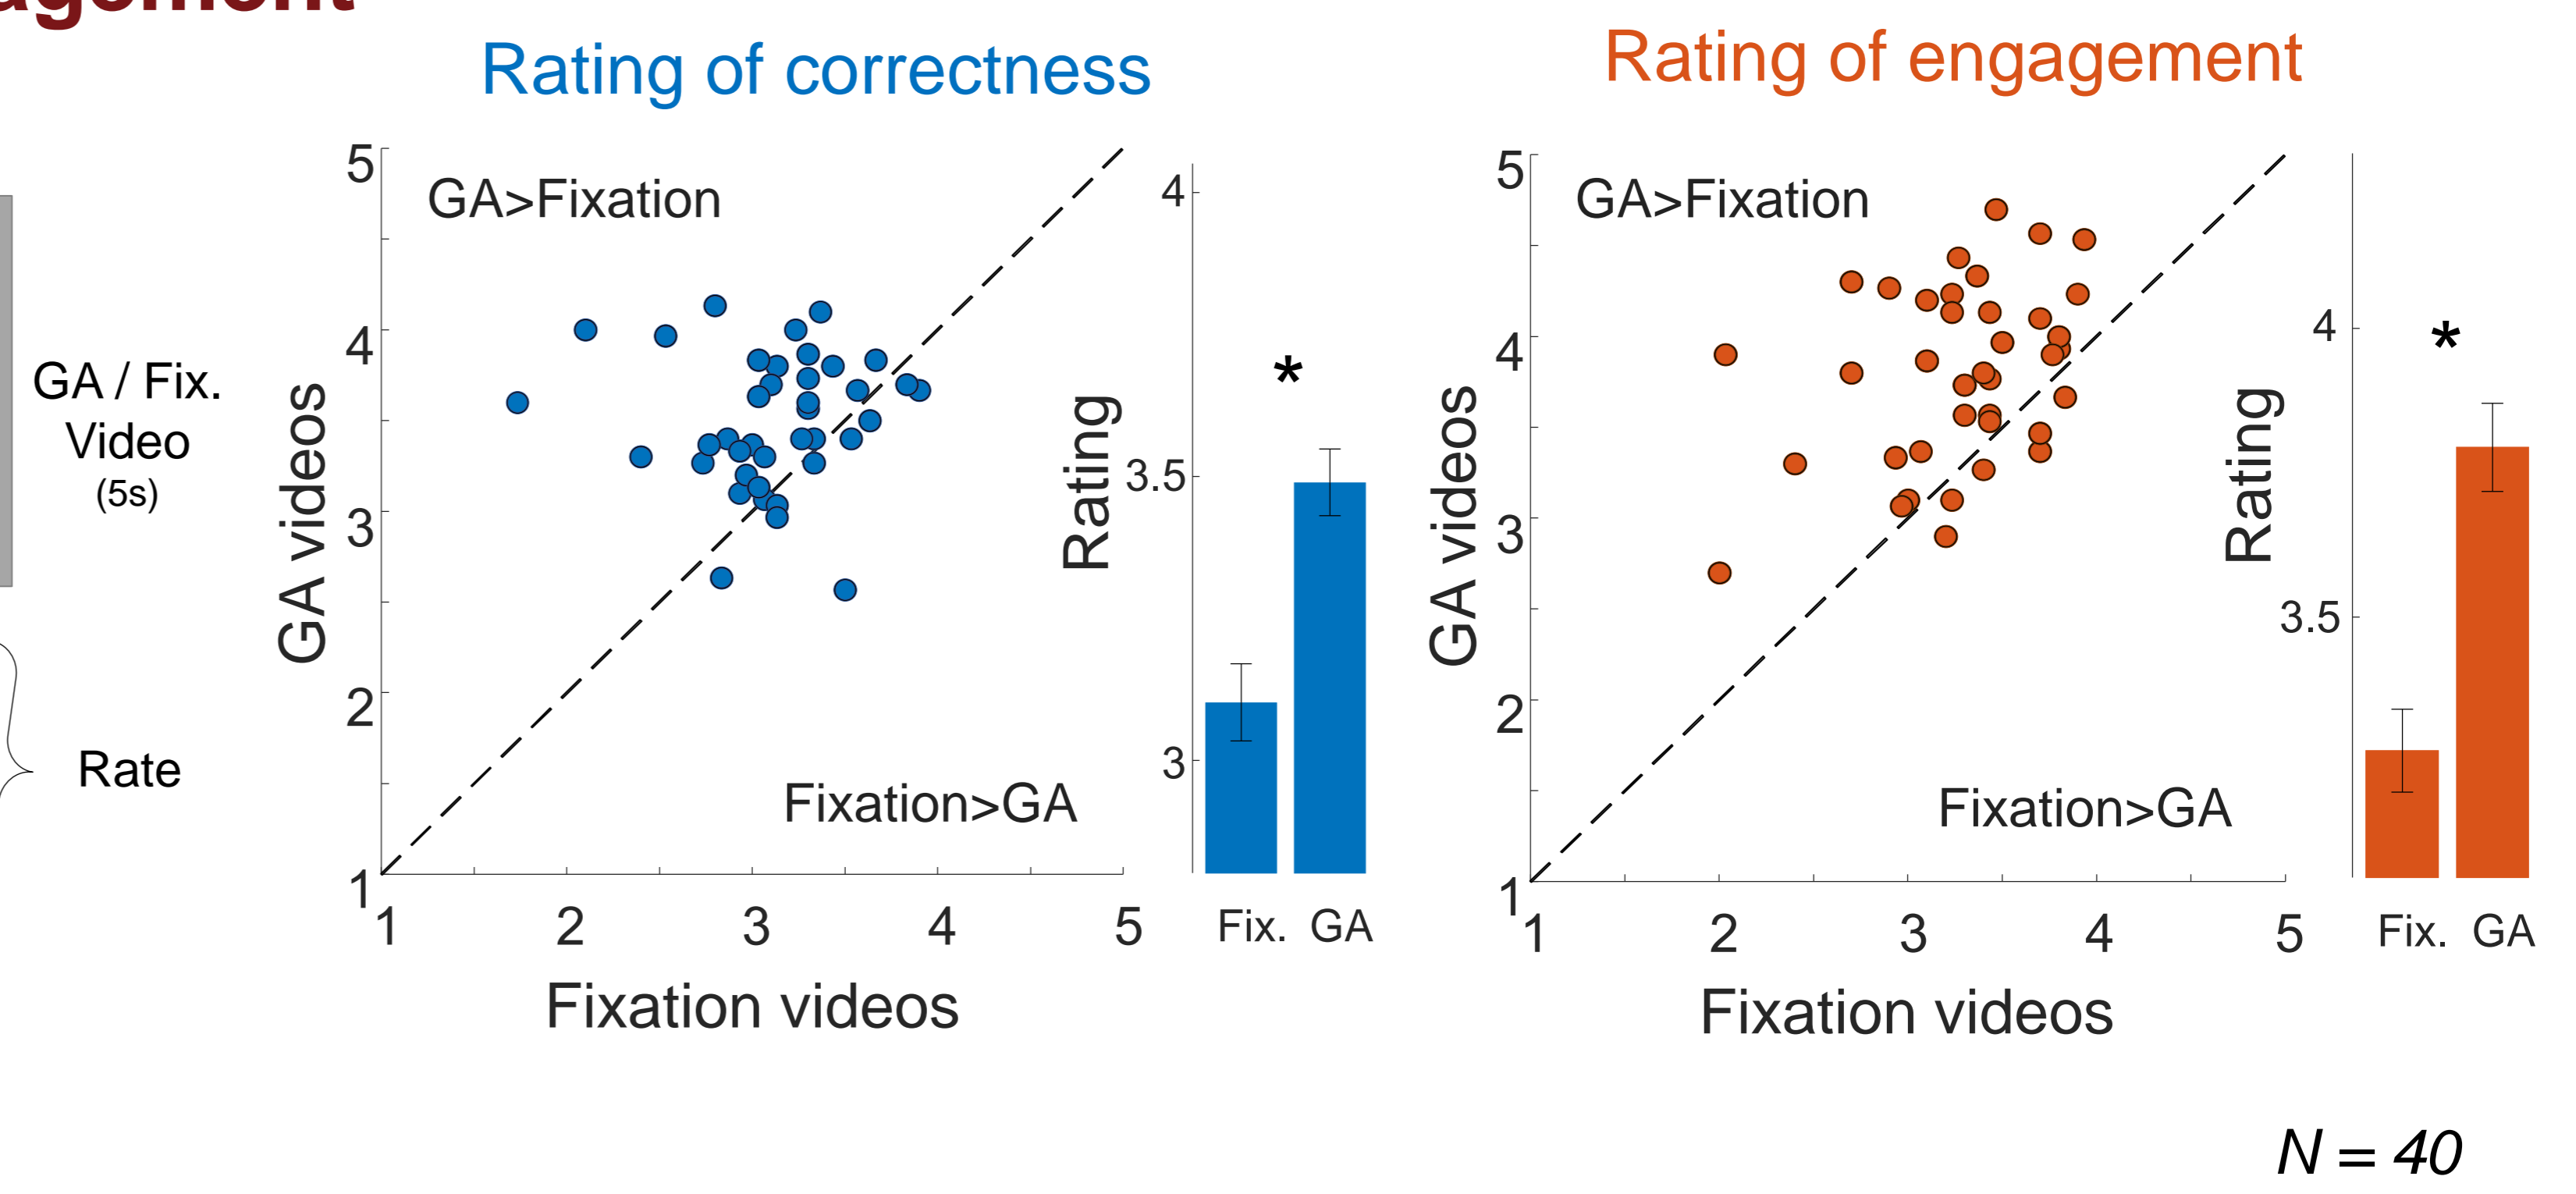 agement
GA / Fix.
Video
(5s)
Rate
Rating of correctness
GA>Fixation
Fixation>GA
GA videos
5
4
3
2
1
1 2 3 4 5
Fixation videos
Rating
4
3.5
3
*
Fix. GA
Rating of engagement
GA>Fixation
Fixation>GA
GA videos
5
4
3
2
1
1 2 3 4 5
Fixation videos
Rating
4
3.5
*
Fix. GA
N = 40